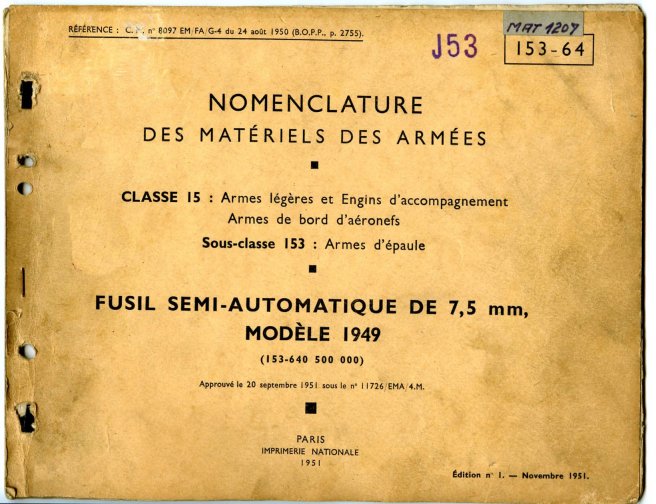 RÉFÉRENCE : C. M. n° 8097 EM/FA/G-4 du 24 août 1950 (B.O.P.P., p. 2755).
J53
MAT 1207
153-64
NOMENCLATURE
DES MATÉRIELS DES ARMÉES
CLASSE 15 : Armes légères et Engins d'accompagnement
Armes de bord d'aéronefs
Sous-classe 153 : Armes d'épaule
FUSIL SEMI-AUTOMATIQUE DE 7,5 mm,
MODÈLE 1949
(153-640 500 000)
Approuvé le 20 septembre 1951 sous le n° 11726/EMA/4.M.
PARIS
IMPRIMERIE NATIONALE
1951
Édition n° 1. — Novembre 1951.